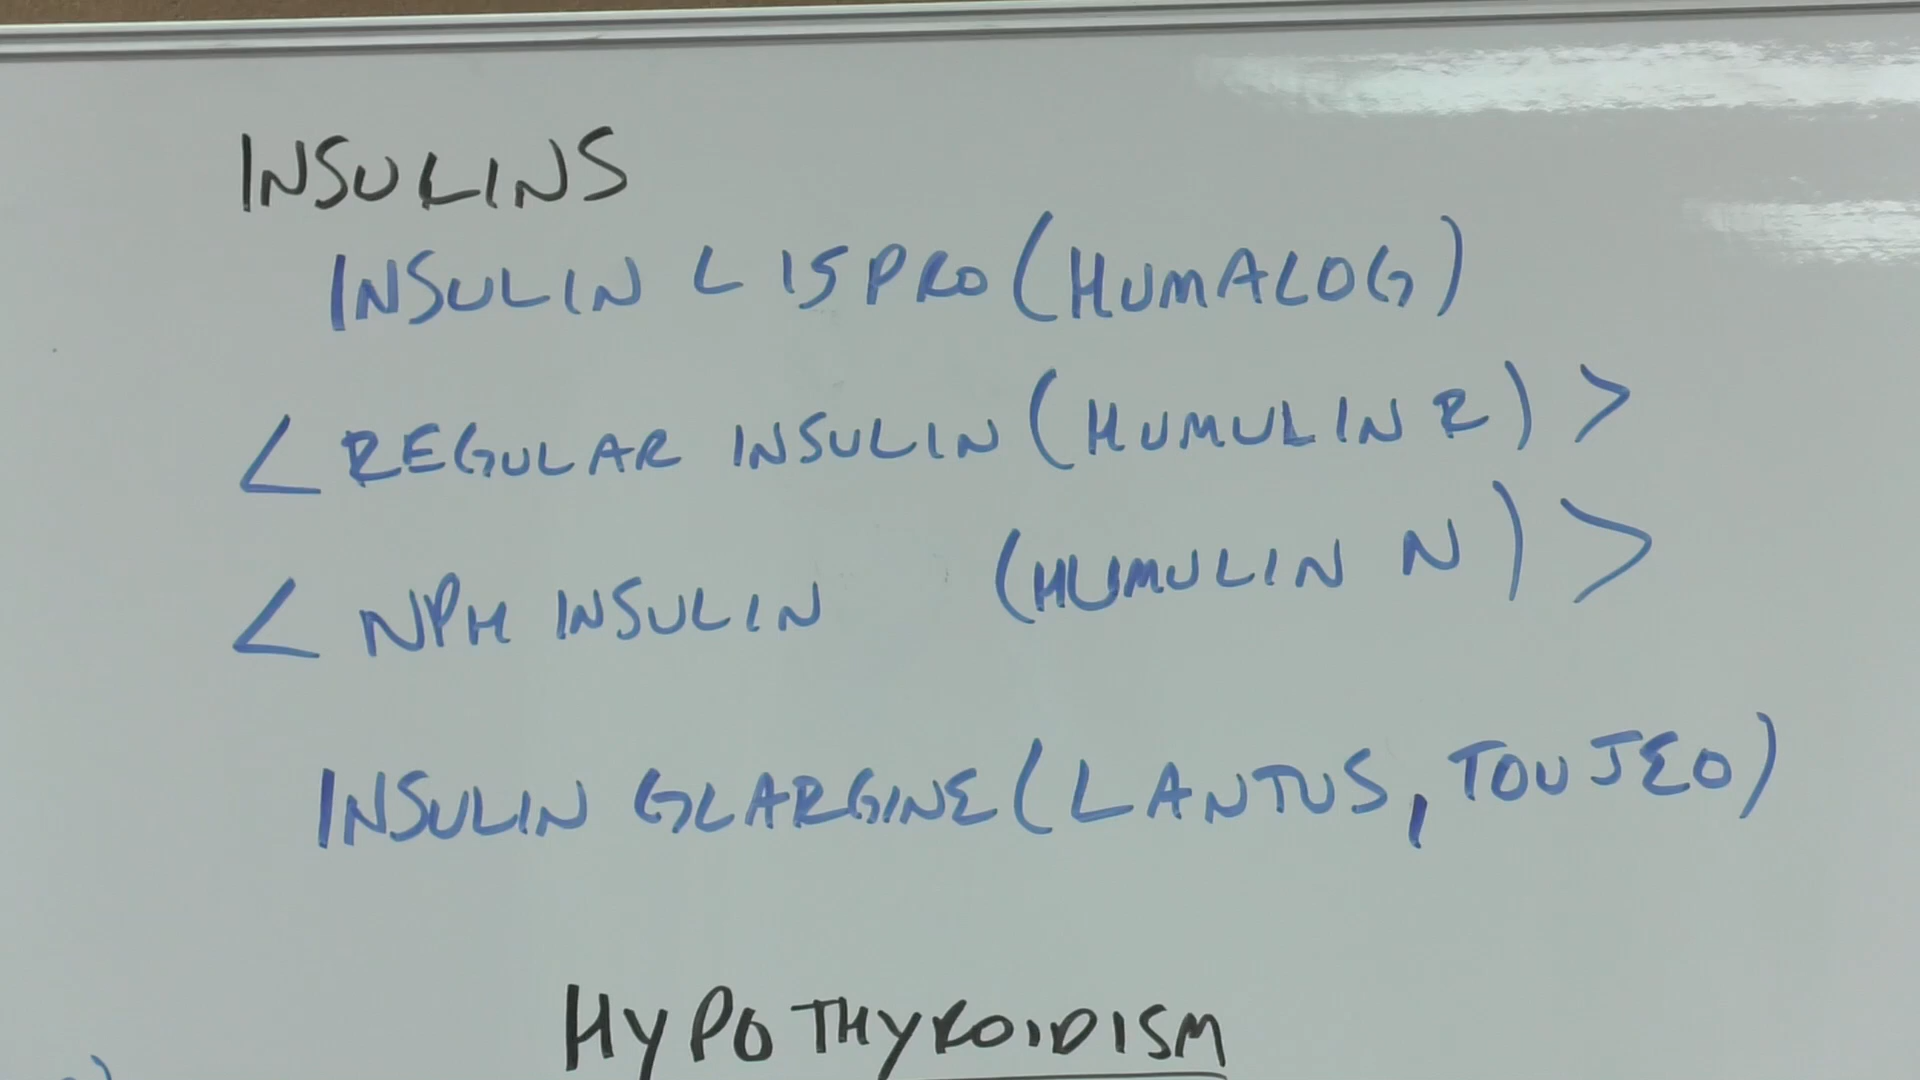 INSULINS
INSULIN LISPRO (HUMALOG)
< REGULAR INSULIN (HUMULIN R) >
< NPH INSULIN (HUMULIN N) >
INSULIN GLARGINE (LANTUS, TOUJEO)
HYPOTHYROIDISM